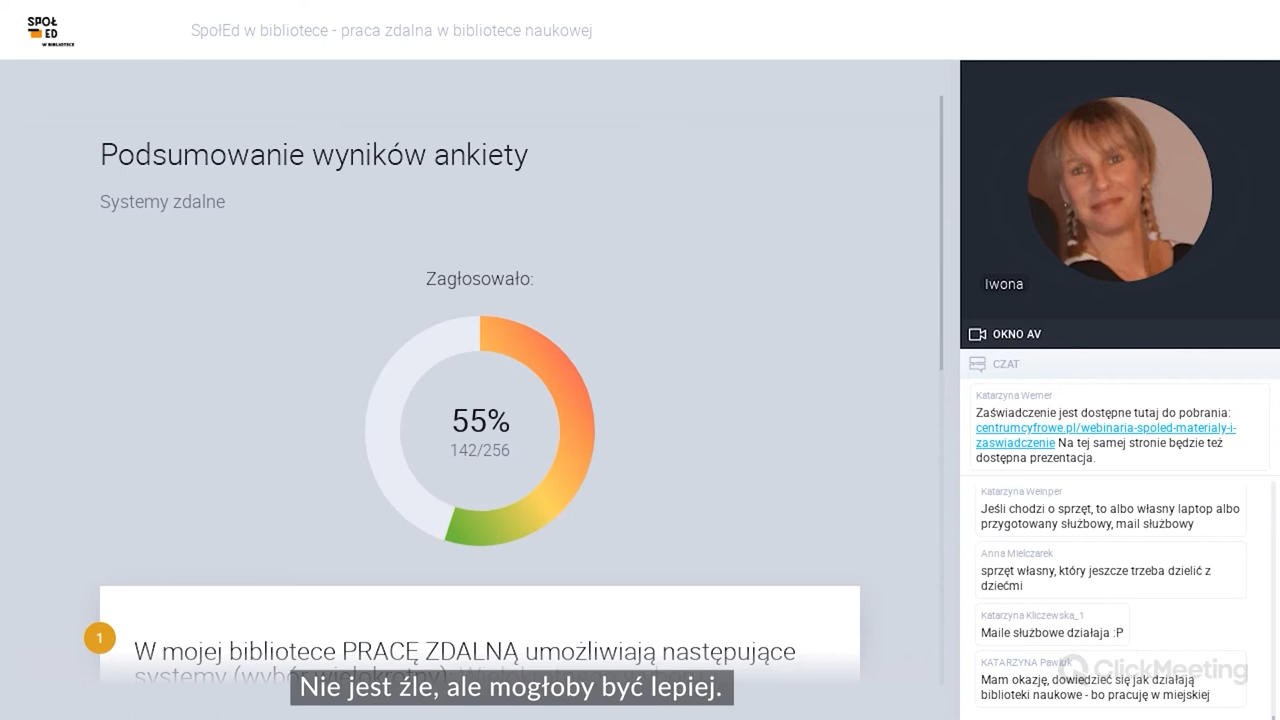 SPOŁ
ED
W BIBLIOTECE
SpołEd w bibliotece - praca zdalna w bibliotece naukowej
Podsumowanie wyników ankiety
Systemy zdalne
Zagłosowało:
55%
142/256
1
W mojej bibliotece PRACĘ ZDALNĄ umożliwiają następujące
Nie jest źle, ale mogłoby być lepiej.
Iwona
OKNO AV
CZAT
Katarzyna Werner
Zaświadczenie jest dostępne tutaj do pobrania:
centrumcyfrowe.pl/webinaria-spoled-materialy-i-
zaswiadczenie Na tej samej stronie będzie też
dostępna prezentacja.
Katarzyna Weinper
Jeśli chodzi o sprzęt, to albo własny laptop albo
przygotowany służbowy, mail służbowy
Anna Mielczarek
sprzęt własny, który jeszcze trzeba dzielić z
dziećmi
Katarzyna Kliczewska_1
Maile służbowe działaja :P
KATARZYNA Pawluk
Mam okazję, dowiedzieć się jak działają
biblioteki naukowe - bo pracuję w miejskiej
ClickMeeting